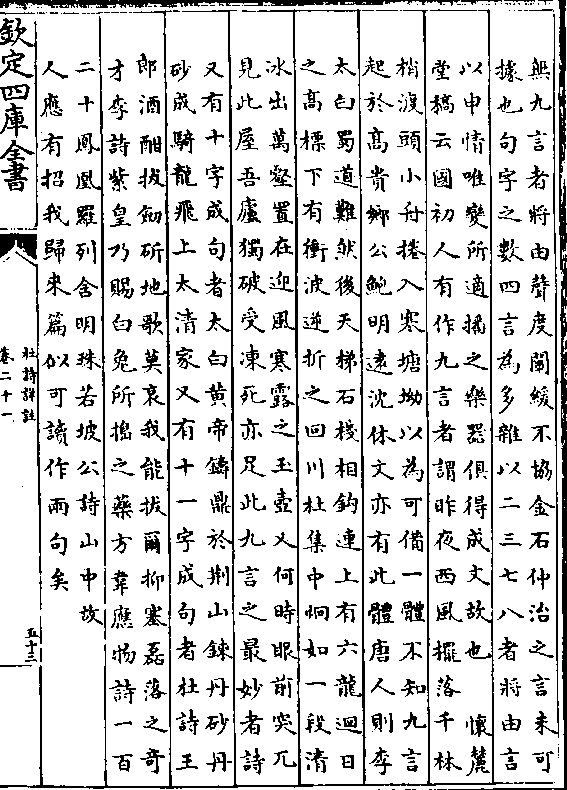 無九言者將由聲度闡緩不協金石仲治之言未可
據也句字之數四言為多雜以二三七八者將由言
以申情唯變所適播之樂器俱得成文故也　懷麓
堂稿云國初人有作九言者謂昨夜西風擺落千林
梢渡頭小舟捲入寒塘坳以為可備一體不知九言
起於高貴鄉公鮑明遠沈休文亦有此體唐人則李
太白蜀道難然後天梯石棧相鈎連上有六龍迴日
之高標下有衝波逆折之回川杜集中烱如一段清
冰出萬壑置在迎風寒露之玉壺又何時眼前突兀
見此屋吾廬獨破受凍死亦足此九言之最妙者詩
又有十字成句者太白黄帝鑄鼎於荆山鍊丹砂丹
砂成騎龍飛上太清家又有十一字成句者杜詩王
郎酒酣拔劍斫地歌莫哀我能拔爾抑塞磊落之奇
才李詩紫皇乃賜白兔所搗之藥方韋應物詩一百
二十鳳凰羅列含明珠若坡公詩山中故
人應有招我歸來篇似可讀作兩句矣
欽定四庫全書
杜詩詳註
卷二十一
五十三